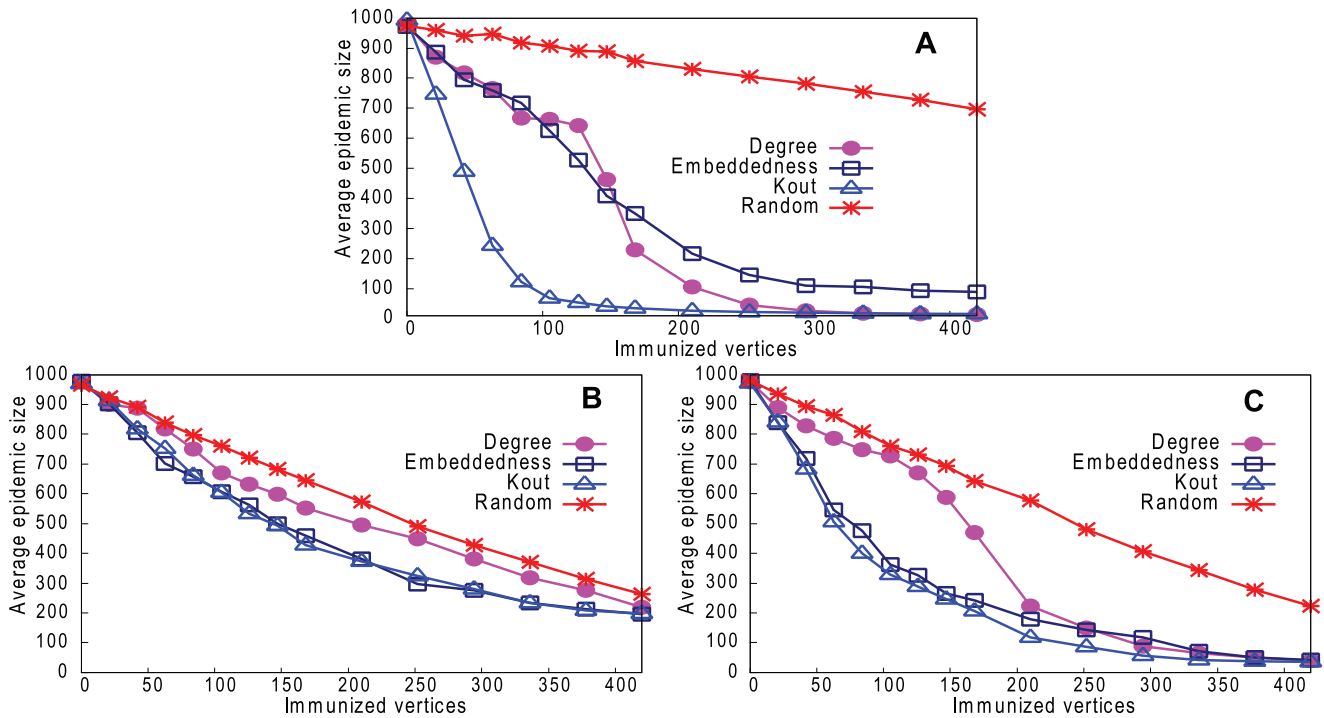 1000
900
800
700
600
500
400
300
200
100
0
Average epidemic size
A
Degree
Embeddedness
Kout
Random
0 100 200 300 400
Immunized vertices
1000
900
800
700
600
500
400
300
200
100
0
Average epidemic size
B
Degree
Embeddedness
Kout
Random
0 50 100 150 200 250 300 350 400
Immunized vertices
1000
900
800
700
600
500
400
300
200
100
0
Average epidemic size
C
Degree
Embeddedness
Kout
Random
0 50 100 150 200 250 300 350 400
Immunized vertices